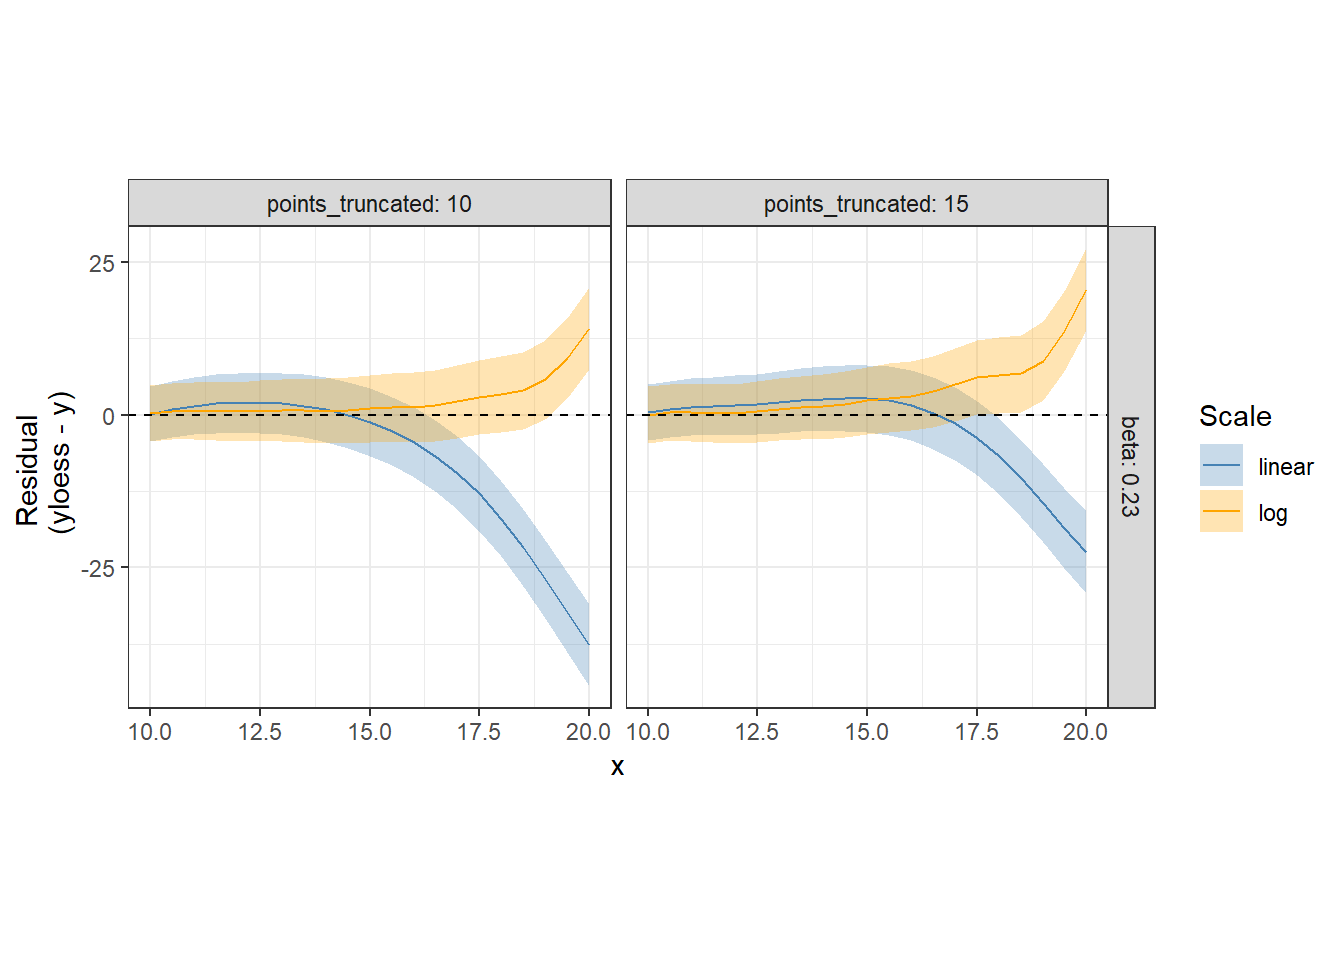 points_truncated: 10
points_truncated: 15
25
0
-25
Residual
(yloess - y)
beta: 0.23
10.0 12.5 15.0 17.5 20.0
10.0 12.5 15.0 17.5 20.0
x
Scale
linear
log